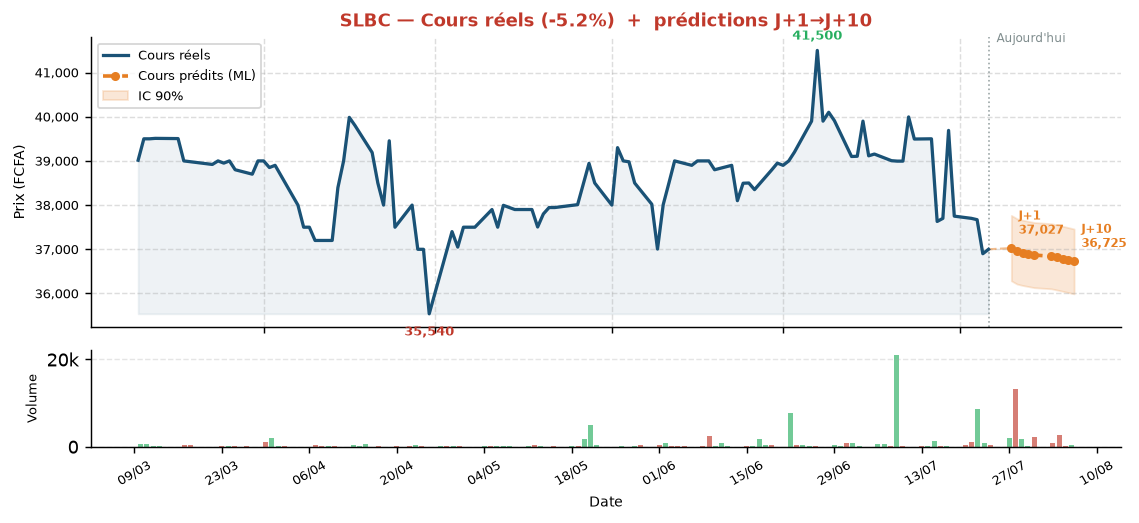 SLBC — Cours réels (-5.2%)  +  prédictions J+1→J+10
41,500
Aujourd'hui
Cours réels
Cours prédits (ML)
IC 90%
Prix (FCFA)
41,000
40,000
39,000
38,000
37,000
36,000
J+1
37,027
J+10
36,725
35,540
Volume
20k
0
09/03
23/03
06/04
20/04
04/05
18/05
01/06
15/06
29/06
13/07
27/07
10/08
Date